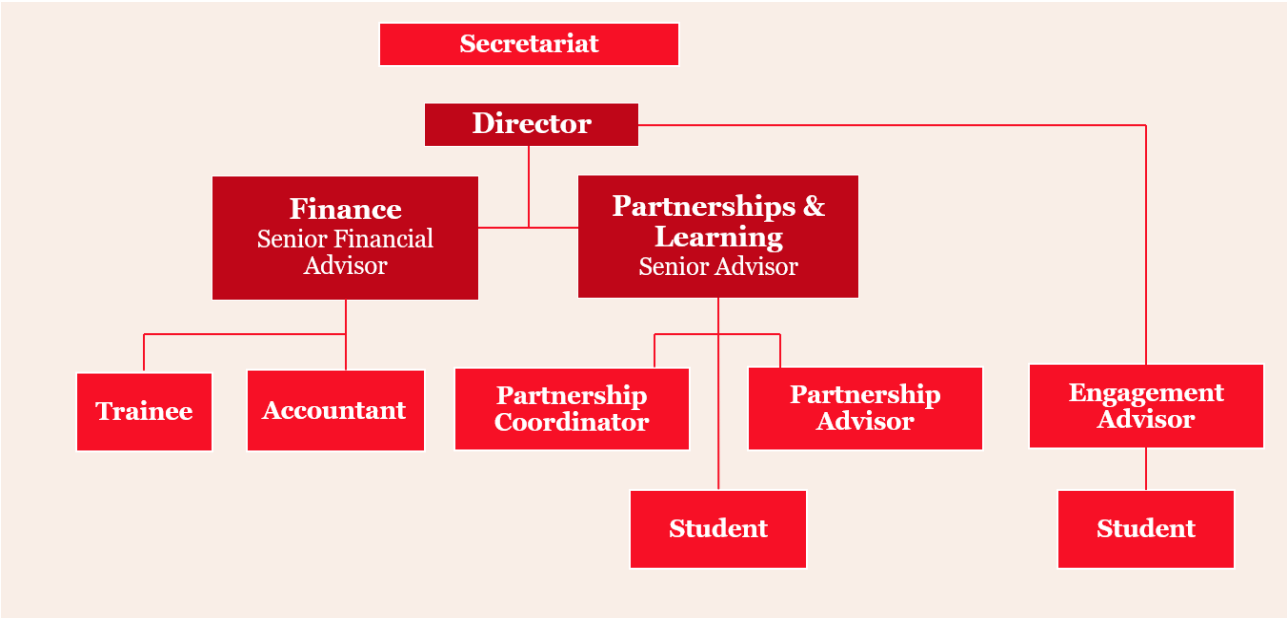 Secretariat
Director
Finance
Senior Financial
Advisor
Partnerships &
Learning
Senior Advisor
Trainee
Accountant
Partnership
Coordinator
Partnership
Advisor
Engagement
Advisor
Student
Student